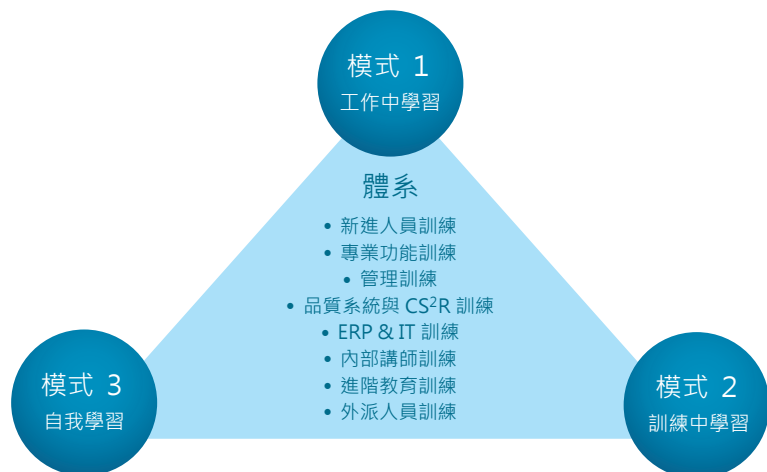 模式 1
工作中學習
體系
• 新進人員訓練
• 專業功能訓練
• 管理訓練
• 品質系統與 CS²R 訓練
• ERP & IT 訓練
• 內部講師訓練
• 進階教育訓練
• 外派人員訓練
模式 3
自我學習
模式 2
訓練中學習